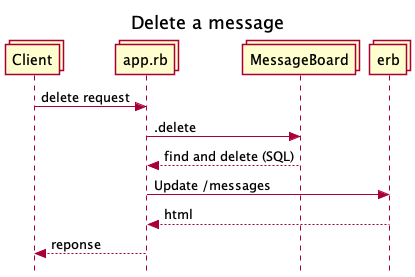 Delete a message
Client
app.rb
MessageBoard
erb
delete request
.delete
find and delete (SQL)
Update /messages
html
reponse